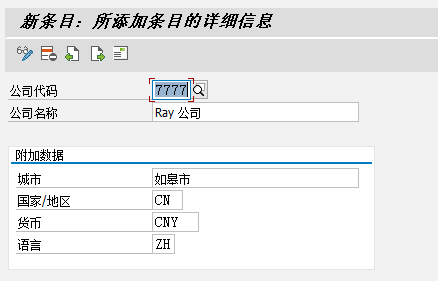 新条目：所添加条目的详细信息
公司代码 7777
公司名称 Ray 公司
附加数据
城市 如皋市
国家/地区 CN
货币 CNY
语言 ZH